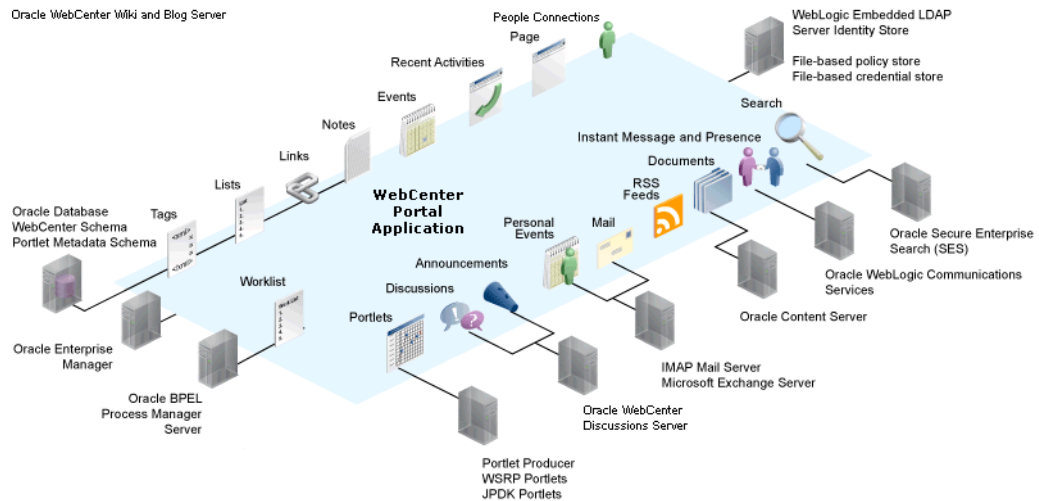 Oracle WebCenter Wiki and Blog Server
People Connections
Page
Recent Activities
Events
Notes
Links
Lists
Tags
WebLogic Embedded LDAP
Server Identity Store
File-based policy store
File-based credential store
Search
Instant Message and Presence
Documents
RSS
Feeds
Mail
Personal
Events
Announcements
Discussions
Portlets
Worklist
WebCenter
Portal
Application
Oracle Database
WebCenter Schema
Portlet Metadata Schema
Oracle Enterprise
Manager
Oracle BPEL
Process Manager
Server
Portlet Producer
WSRP Portlets
JPDK Portlets
Oracle WebCenter
Discussions Server
IMAP Mail Server
Microsoft Exchange Server
Oracle Content Server
Oracle WebLogic Communications
Services
Oracle Secure Enterprise
Search (SES)